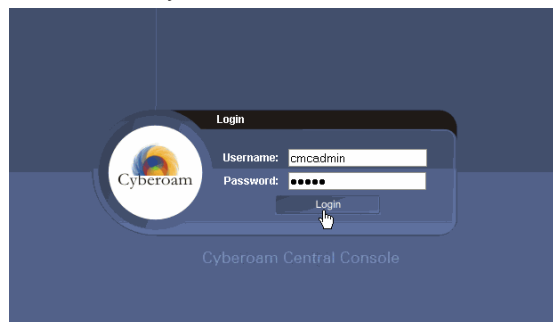 Login
Username: cmcadmin
Password: ●●●●●
Cyberoam
Login
Cyberoam Central Console